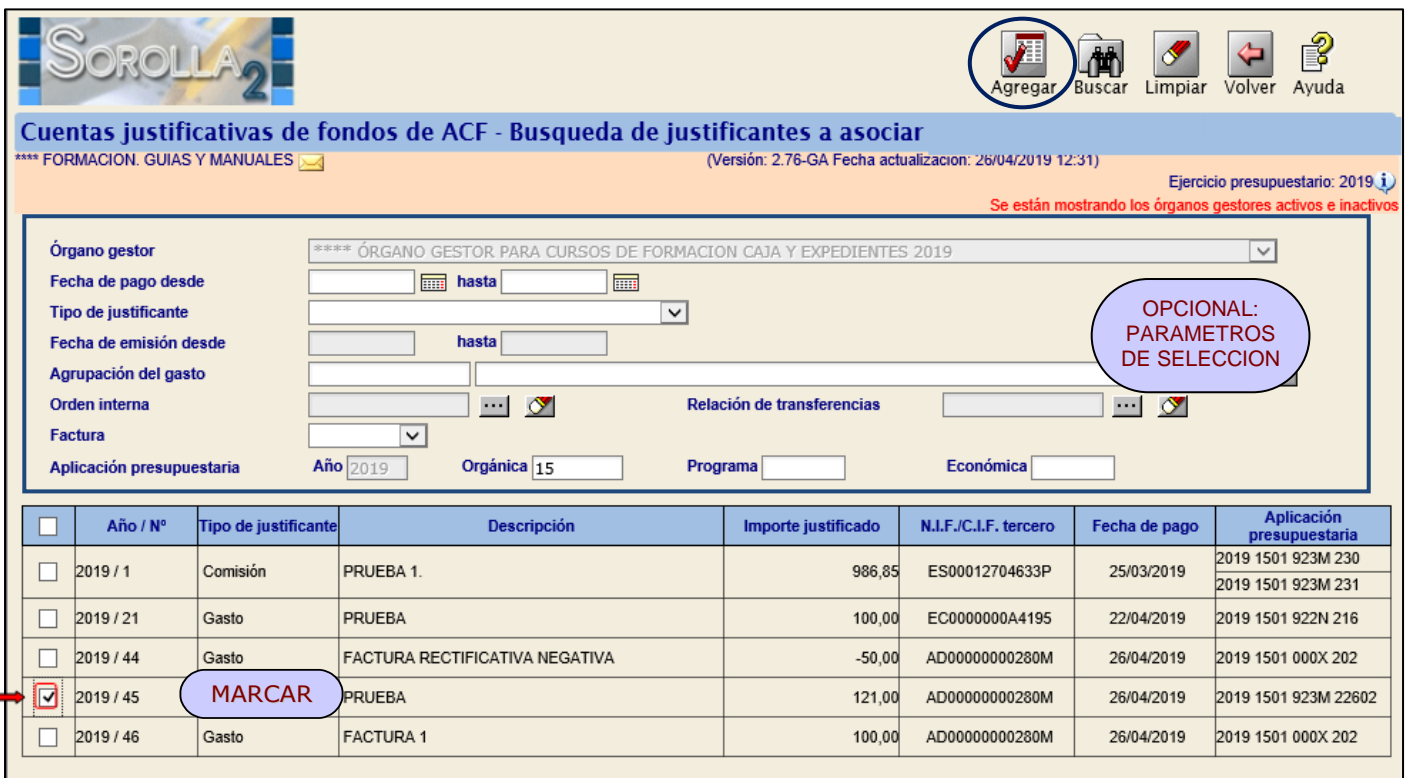 SOROLLA2
Agregar Buscar Limpiar Volver Ayuda
Cuentas justificativas de fondos de ACF - Busqueda de justificantes a asociar
**** FORMACION. GUIAS Y MANUALES (Versión: 2.76-GA Fecha actualizacion: 26/04/2019 12:31)
Ejercicio presupuestario: 2019
Se están mostrando los órganos gestores activos e inactivos
Órgano gestor **** ÓRGANO GESTOR PARA CURSOS DE FORMACION CAJA Y EXPEDIENTES 2019
Fecha de pago desde hasta
Tipo de justificante
Fecha de emisión desde hasta
Agrupación del gasto
OPCIONAL:
PARAMETROS
DE SELECCION
Orden interna ... Relación de transferencias ...
Factura
Aplicación presupuestaria Año 2019 Orgánica 15 Programa Económica
Año / Nº Tipo de justificante Descripción Importe justificado N.I.F./C.I.F. tercero Fecha de pago Aplicación presupuestaria
2019 / 1 Comisión PRUEBA 1. 986,85 ES00012704633P 25/03/2019 2019 1501 923M 230
2019 1501 923M 231
2019 / 21 Gasto PRUEBA 100,00 EC0000000A4195 22/04/2019 2019 1501 922N 216
2019 / 44 Gasto FACTURA RECTIFICATIVA NEGATIVA -50,00 AD00000000280M 26/04/2019 2019 1501 000X 202
2019 / 45 MARCAR PRUEBA 121,00 AD00000000280M 26/04/2019 2019 1501 923M 22602
2019 / 46 Gasto FACTURA 1 100,00 AD00000000280M 26/04/2019 2019 1501 000X 202